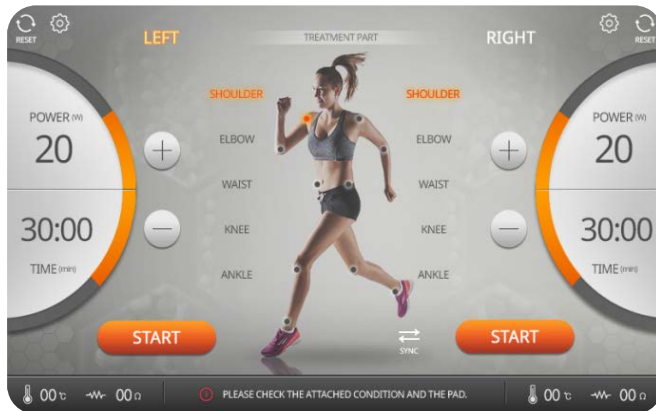 RESET
LEFT
TREATMENT PART
RIGHT
RESET
POWER (W)
20
30:00
TIME (min)
SHOULDER
ELBOW
WAIST
KNEE
ANKLE
SHOULDER
ELBOW
WAIST
KNEE
ANKLE
POWER (W)
20
30:00
TIME (min)
START
SYNC
START
00 ℃
00 Ω
PLEASE CHECK THE ATTACHED CONDITION AND THE PAD.
00 ℃
00 Ω